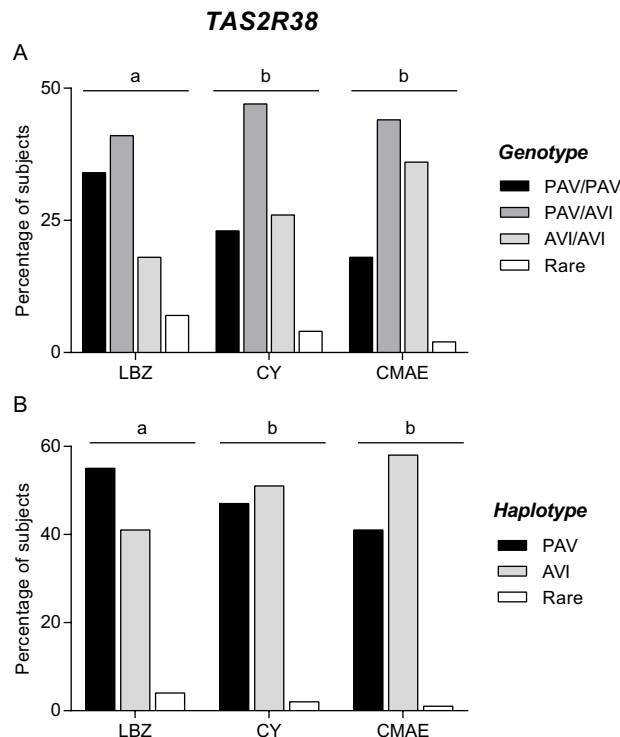 TAS2R38
A
a b b
Percentage of subjects
50
25
0
LBZ CY CMAE
Genotype
PAV/PAV
PAV/AVI
AVI/AVI
Rare
B
a b b
Percentage of subjects
60
40
20
0
LBZ CY CMAE
Haplotype
PAV
AVI
Rare